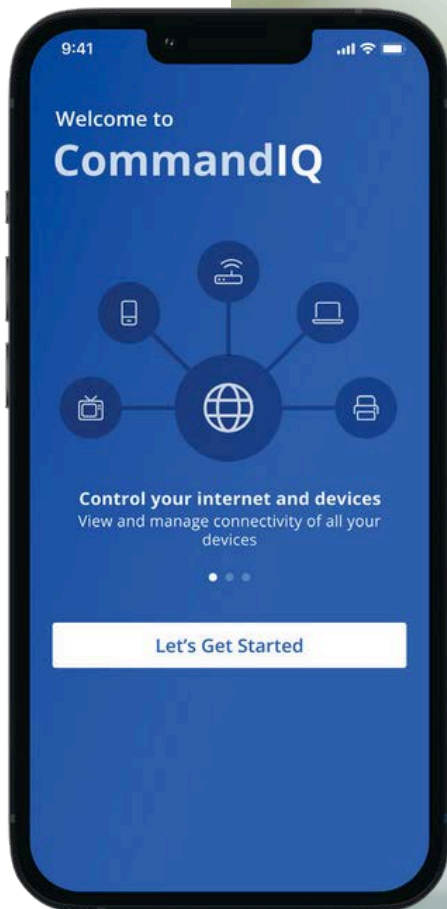 9:41
Welcome to
CommandIQ
Control your internet and devices
View and manage connectivity of all your
devices
Let's Get Started